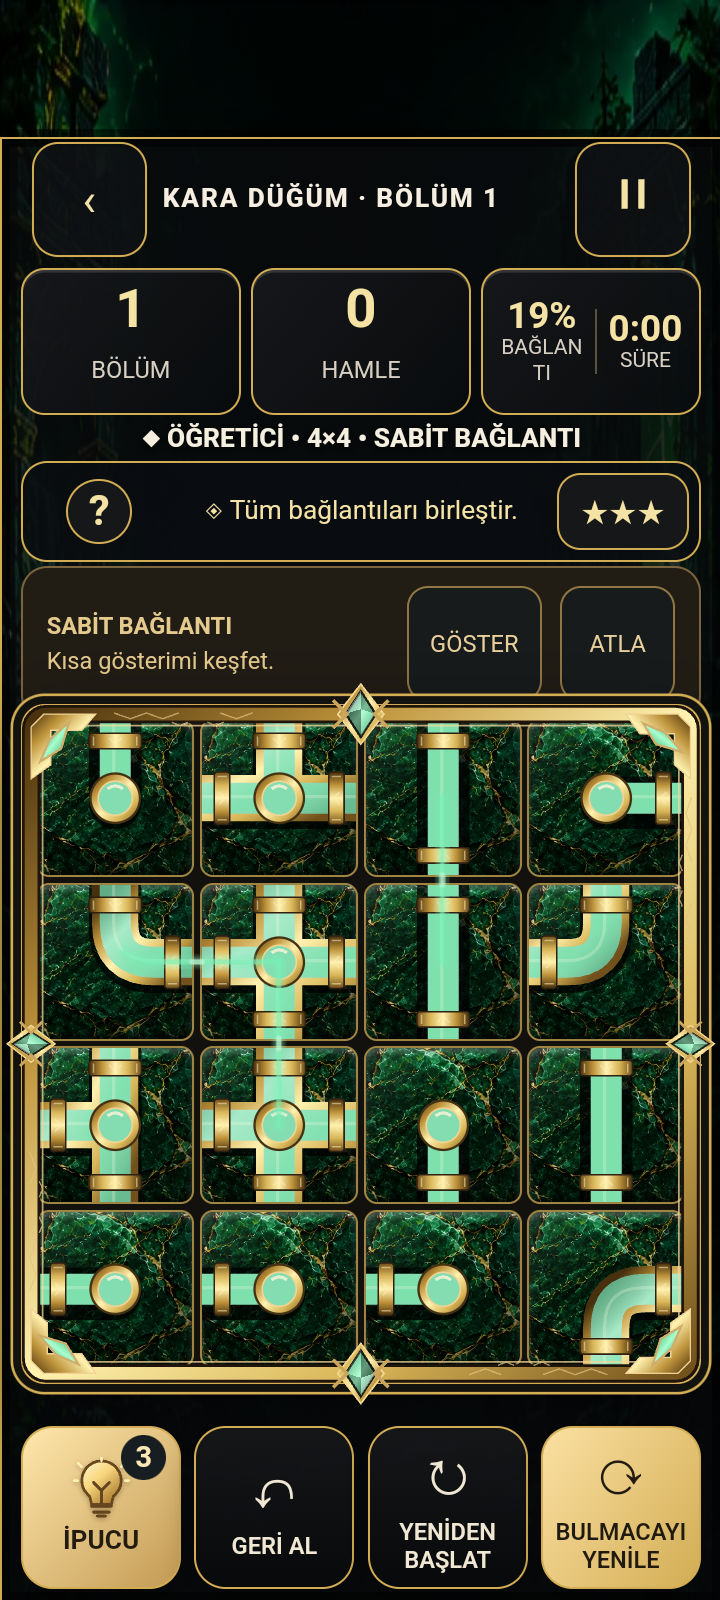 ‹
KARA DÜĞÜM · BÖLÜM 1
1
BÖLÜM
0
HAMLE
19%
BAĞLAN
TI
0:00
SÜRE
◆ ÖĞRETİCİ • 4×4 • SABİT BAĞLANTI
?
◈ Tüm bağlantıları birleştir.
★★★
SABİT BAĞLANTI
Kısa gösterimi keşfet.
GÖSTER
ATLA
3
İPUCU
GERİ AL
YENİDEN
BAŞLAT
BULMACAYI
YENİLE